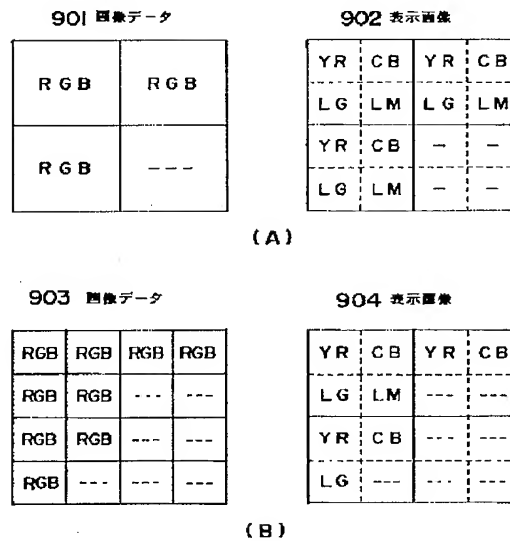 901 画像データ
902 表示画像
RGB RGB
RGB ---
YR CB YR CB
LG LM LG LM
YR CB - -
LG LM - -
(A)
903 画像データ
904 表示画像
RGB RGB RGB RGB
RGB RGB --- ---
RGB RGB --- ---
RGB --- --- ---
YR CB YR CB
LG LM --- ---
YR CB --- ---
LG --- --- ---
(B)